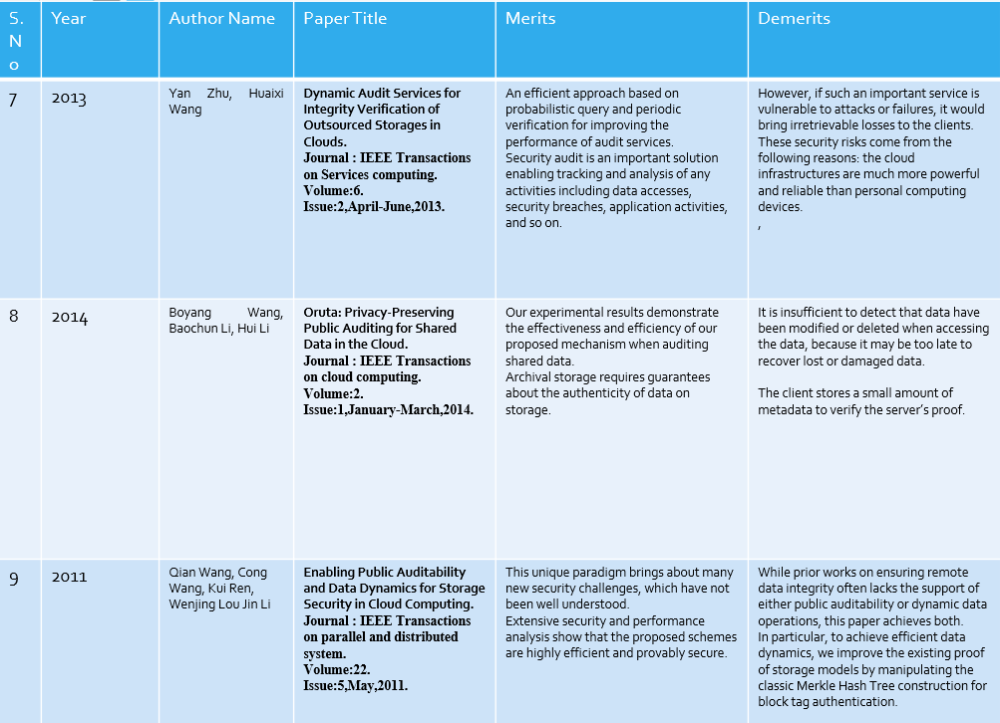 S.
N
o
Year
Author Name
Paper Title
Merits
Demerits
7
2013
Yan Zhu, Huaixi
Wang
Dynamic Audit Services for
Integrity Verification of
Outsourced Storages in
Clouds.
Journal : IEEE Transactions
on Services computing.
Volume:6.
Issue:2,April-June,2013.
An efficient approach based on
probabilistic query and periodic
verification for improving the
performance of audit services.
Security audit is an important solution
enabling tracking and analysis of any
activities including data accesses,
security breaches, application activities,
and so on.
However, if such an important service is
vulnerable to attacks or failures, it would
bring irretrievable losses to the clients.
These security risks come from the
following reasons: the cloud
infrastructures are much more powerful
and reliable than personal computing
devices.
,
8
2014
Boyang Wang,
Baochun Li, Hui Li
Oruta: Privacy-Preserving
Public Auditing for Shared
Data in the Cloud.
Journal : IEEE Transactions
on cloud computing.
Volume:2.
Issue:1,January-March,2014.
Our experimental results demonstrate
the effectiveness and efficiency of our
proposed mechanism when auditing
shared data.
Archival storage requires guarantees
about the authenticity of data on
storage.
It is insufficient to detect that data have
been modified or deleted when accessing
the data, because it may be too late to
recover lost or damaged data.
The client stores a small amount of
metadata to verify the server’s proof.
9
2011
Qian Wang, Cong
Wang, Kui Ren,
Wenjing Lou Jin Li
Enabling Public Auditability
and Data Dynamics for Storage
Security in Cloud Computing.
Journal : IEEE Transactions
on parallel and distributed
system.
Volume:22.
Issue:5,May,2011.
This unique paradigm brings about many
new security challenges, which have not
been well understood.
Extensive security and performance
analysis show that the proposed schemes
are highly efficient and provably secure.
While prior works on ensuring remote
data integrity often lacks the support of
either public auditability or dynamic data
operations, this paper achieves both.
In particular, to achieve efficient data
dynamics, we improve the existing proof
of storage models by manipulating the
classic Merkle Hash Tree construction for
block tag authentication.